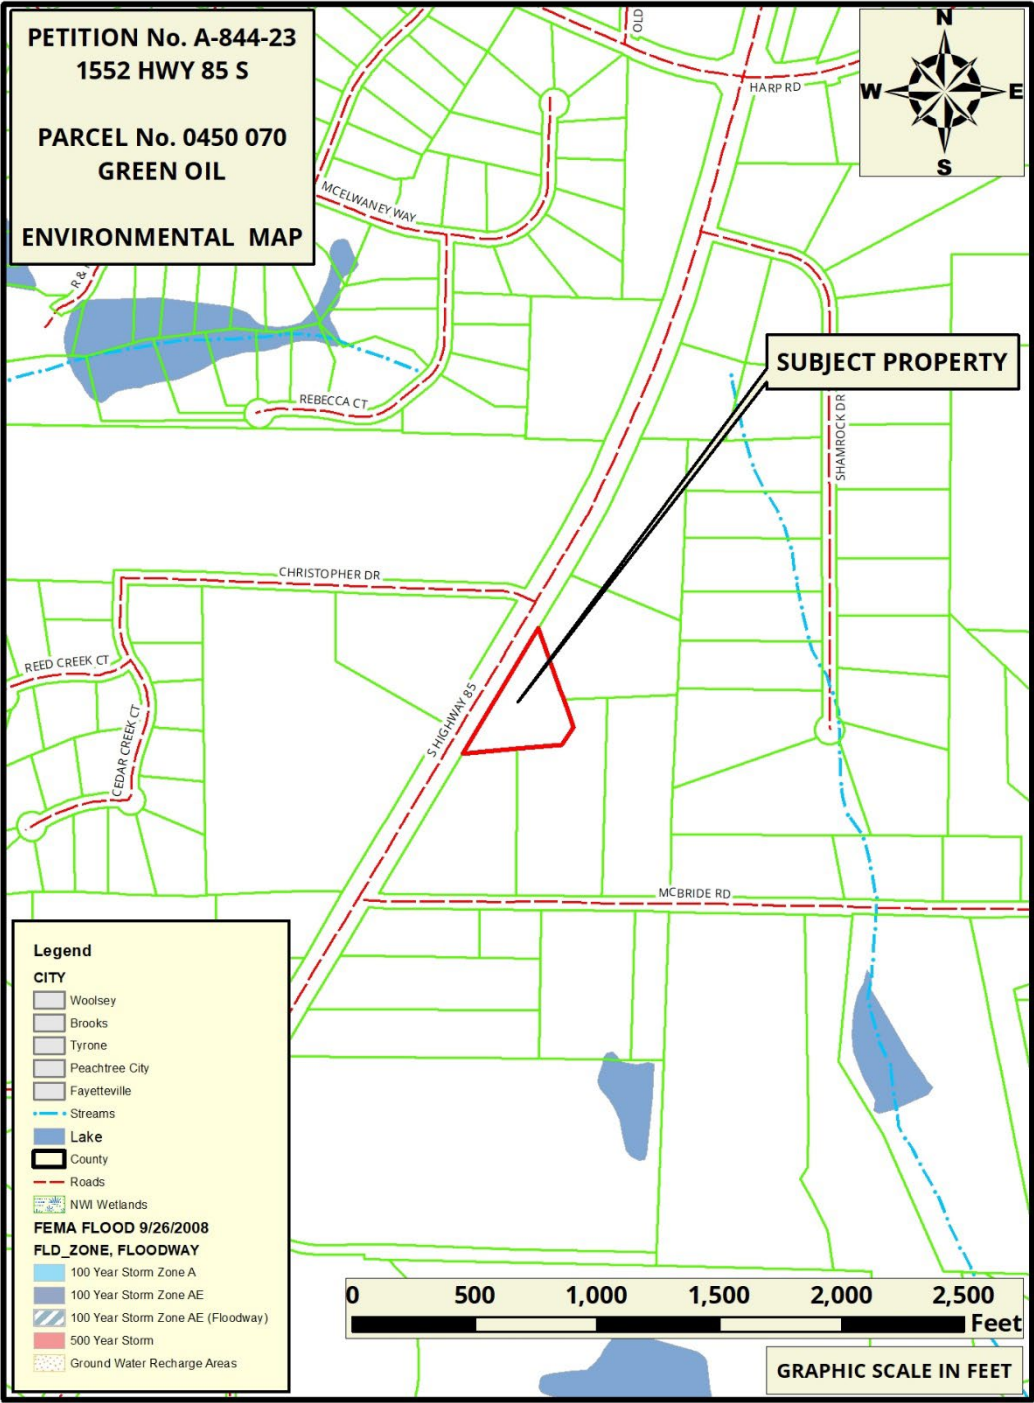 PETITION No. A-844-23
1552 HWY 85 S
PARCEL No. 0450 070
GREEN OIL
ENVIRONMENTAL MAP
OLD
N
W
E
S
HARP RD
MCELWANEY WAY
R &
SUBJECT PROPERTY
REBECCA CT
SHAMROCK DR
CHRISTOPHER DR
REED CREEK CT
S HIGHWAY 85
CEDAR CREEK CT
MCBRIDE RD
Legend
CITY
Woolsey
Brooks
Tyrone
Peachtree City
Fayetteville
Streams
Lake
County
Roads
NWI Wetlands
FEMA FLOOD 9/26/2008
FLD_ZONE, FLOODWAY
100 Year Storm Zone A
100 Year Storm Zone AE
100 Year Storm Zone AE (Floodway)
500 Year Storm
Ground Water Recharge Areas
0 500 1,000 1,500 2,000 2,500
Feet
GRAPHIC SCALE IN FEET